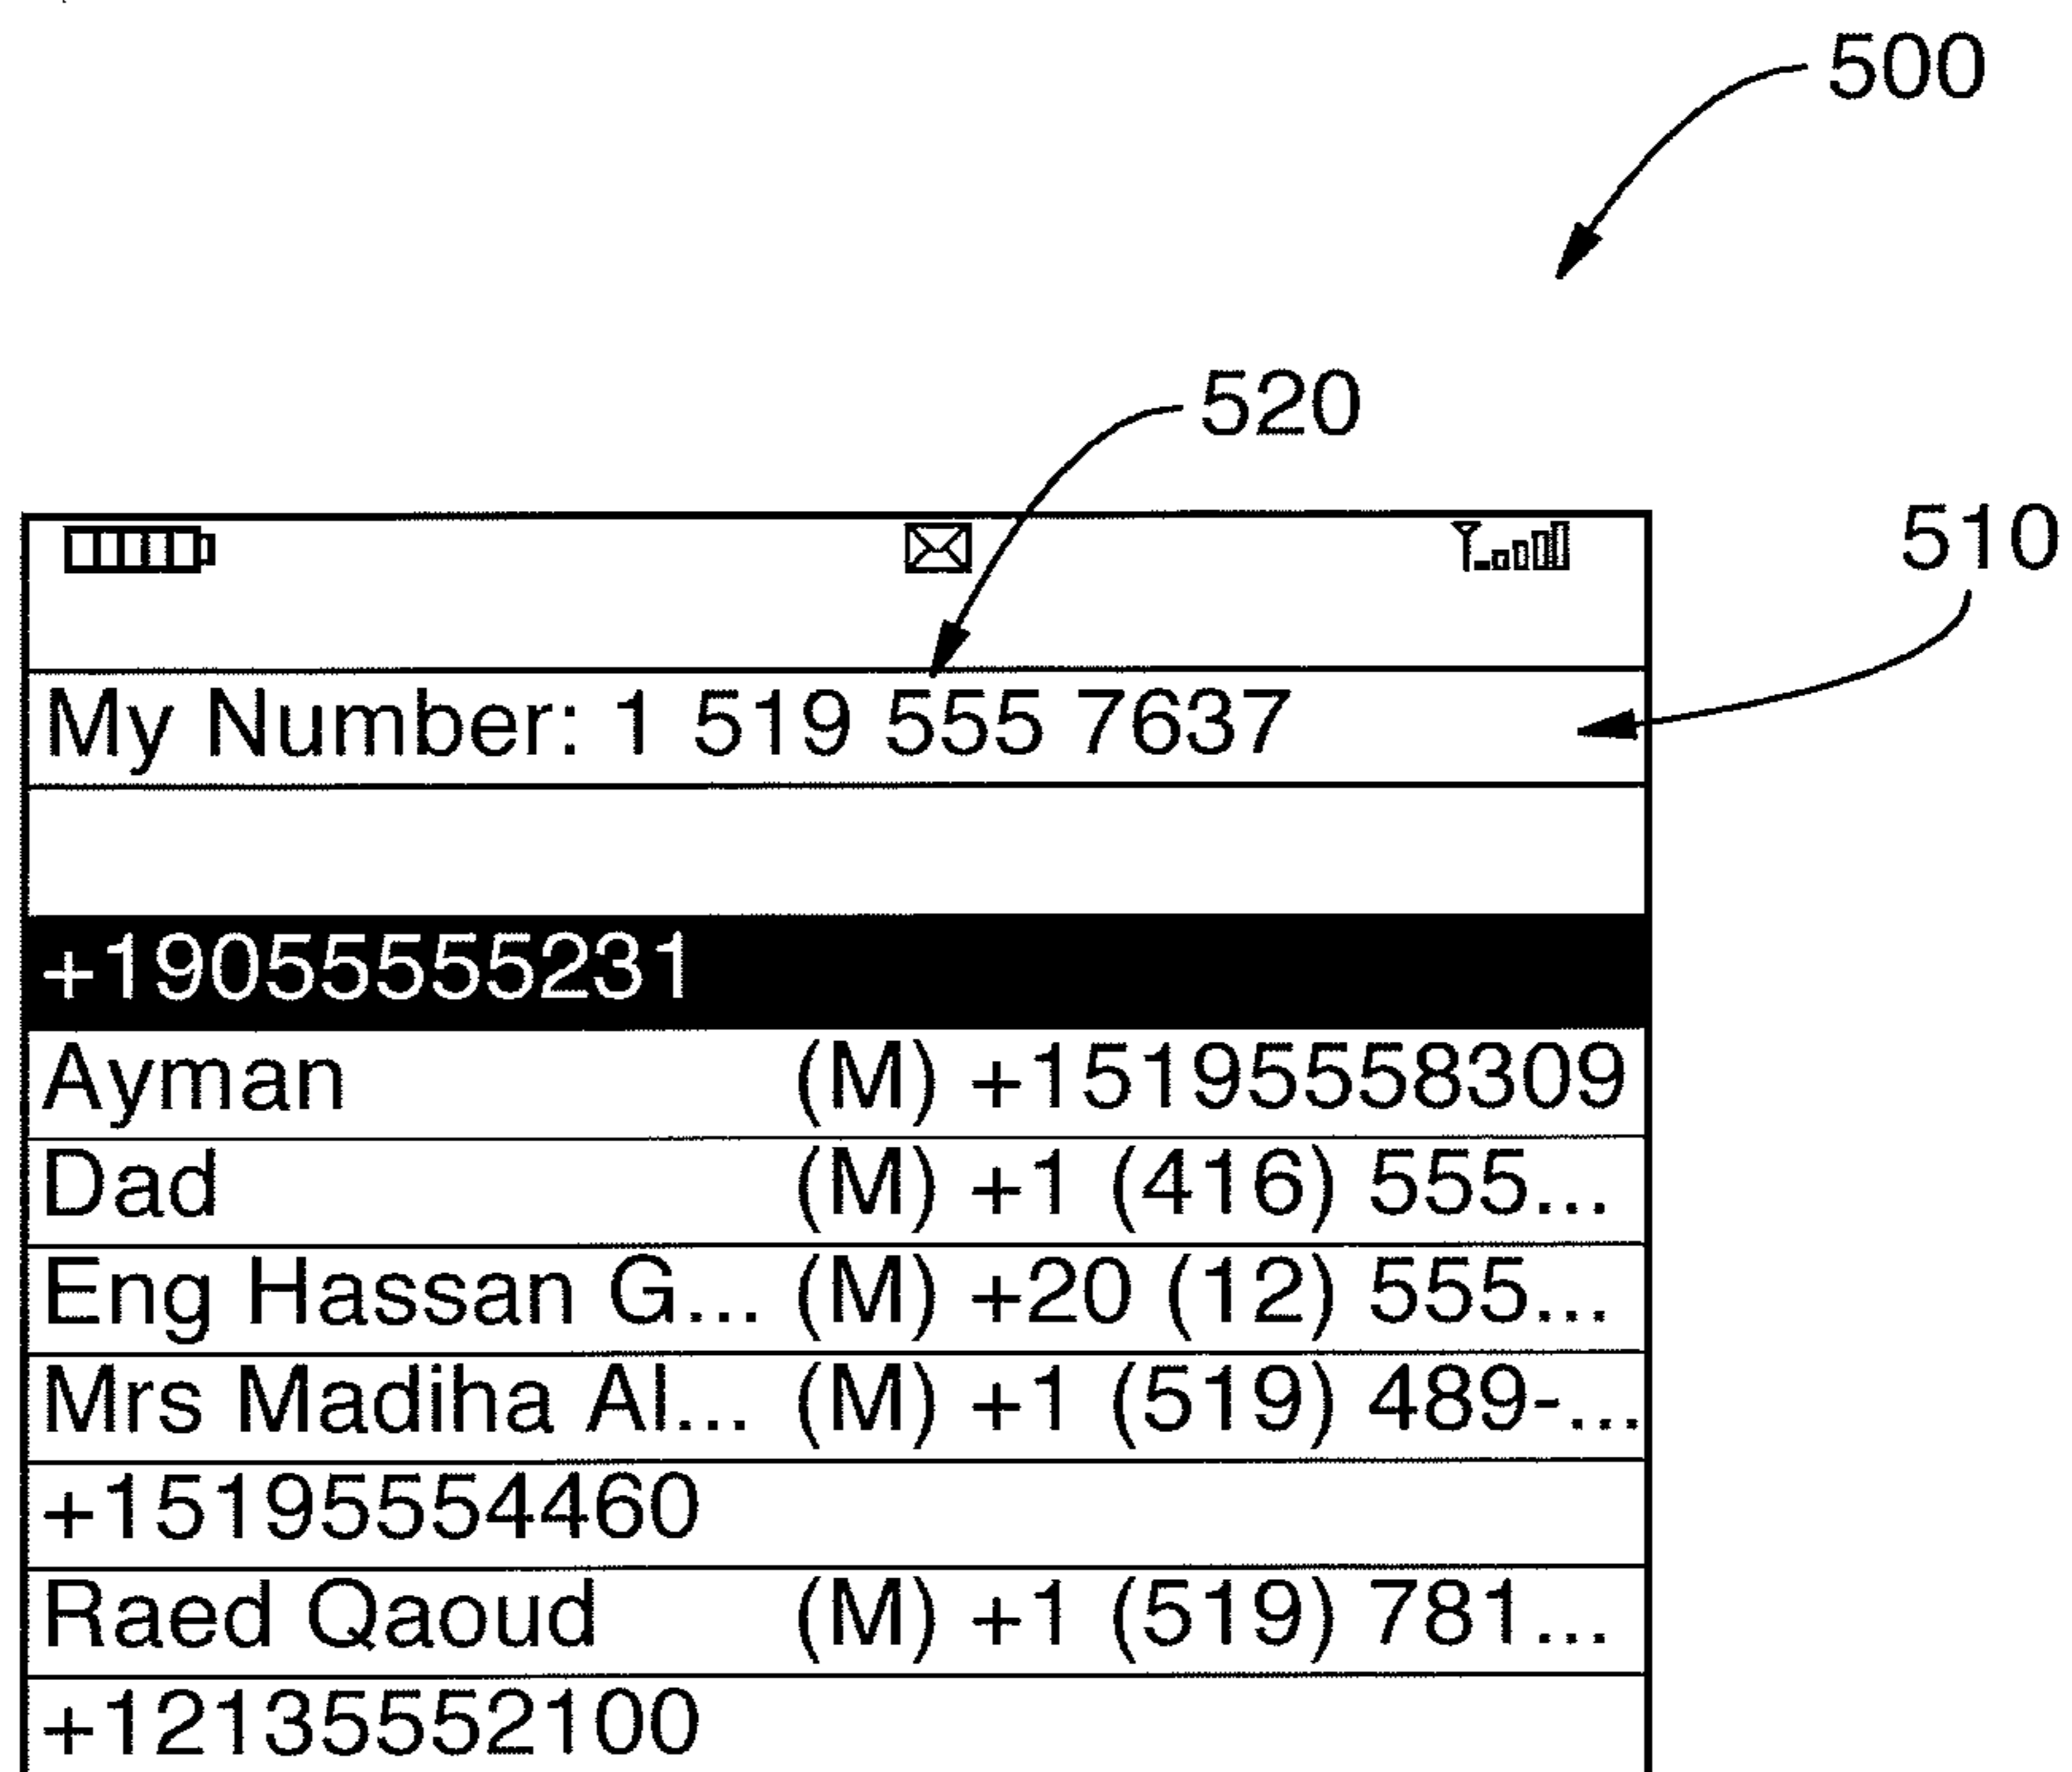 500
520
510
My Number: 1 519 555 7637
+19055555231
Ayman (M) +15195558309
Dad (M) +1 (416) 555...
Eng Hassan G... (M) +20 (12) 555...
Mrs Madiha Al... (M) +1 (519) 489-...
+15195554460
Raed Qaoud (M) +1 (519) 781...
+12135552100